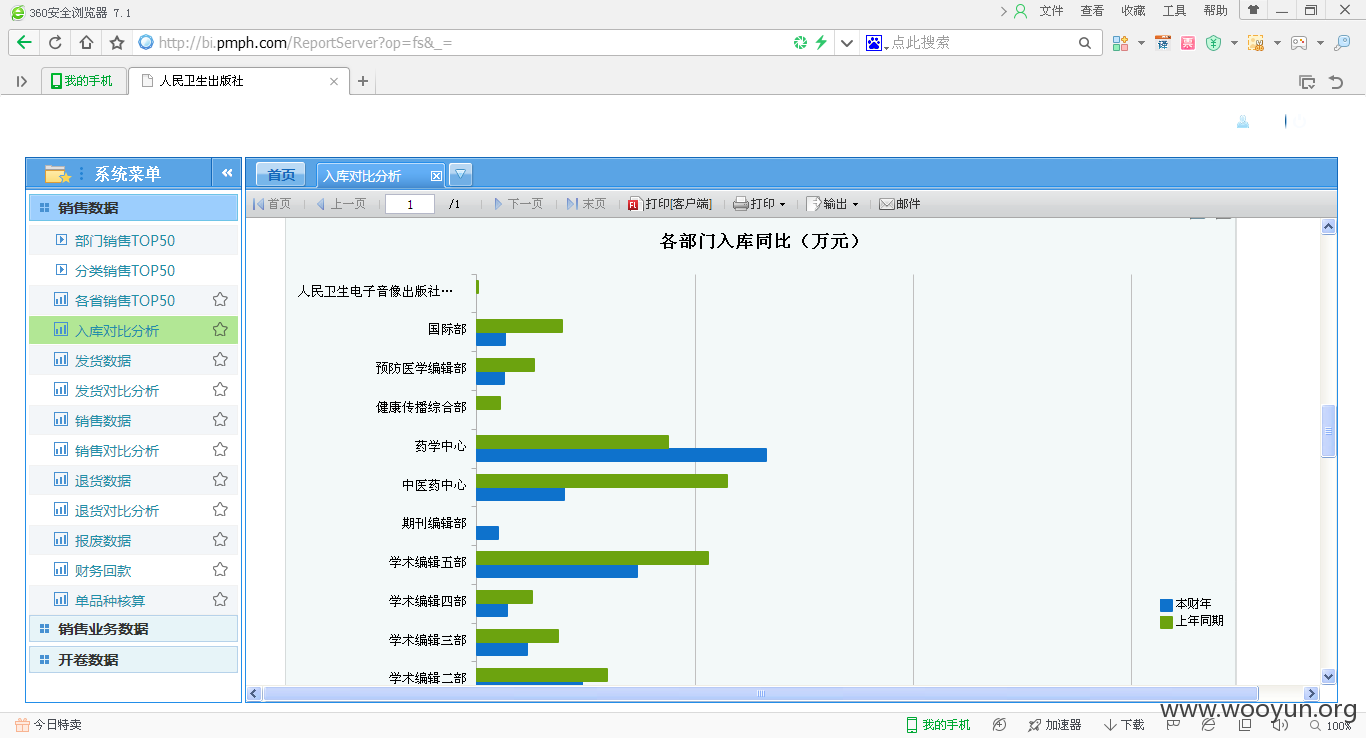 360安全浏览器 7.1
文件 查看 收藏 工具 帮助
http://bi.pmph.com/ReportServer?op=fs&_=
点此搜索
我的手机
人民卫生出版社
系统菜单
首页
入库对比分析
首页 上一页 1 /1 下一页 末页 打印[客户端] 打印 输出 邮件
销售数据
部门销售TOP50
分类销售TOP50
各省销售TOP50
入库对比分析
发货数据
发货对比分析
销售数据
销售对比分析
退货数据
退货对比分析
报废数据
财务回款
单品种核算
销售业务数据
开卷数据
各部门入库同比（万元）
人民卫生电子音像出版社…
国际部
预防医学编辑部
健康传播综合部
药学中心
中医药中心
期刊编辑部
学术编辑五部
学术编辑四部
学术编辑三部
学术编辑二部
本财年
上年同期
www.wooyun.org
今日特卖
我的手机
加速器
下载
100%